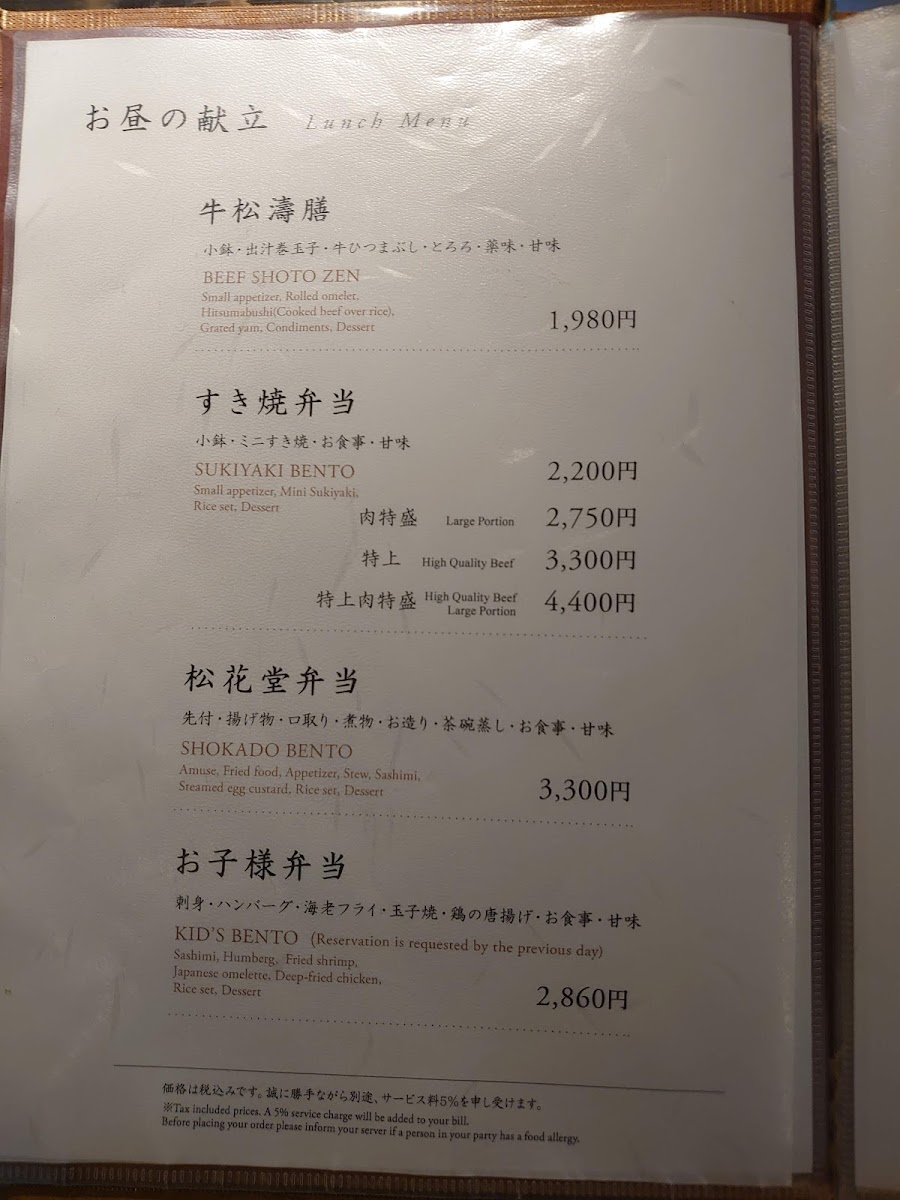 お昼の献立 Lunch Menu
牛松濤膳
小鉢・出汁巻玉子・牛ひつまぶし・とろろ・薬味・甘味
BEEF SHOTO ZEN
Small appetizer, Rolled omelet,
Hitsumabushi(Cooked beef over rice),
Grated yam, Condiments, Dessert
1,980円
すき焼弁当
小鉢・ミニすき焼・お食事・甘味
SUKIYAKI BENTO 2,200円
Small appetizer, Mini Sukiyaki,
Rice set, Dessert
肉特盛 Large Portion 2,750円
特上 High Quality Beef 3,300円
特上肉特盛 High Quality Beef Large Portion 4,400円
松花堂弁当
先付・揚げ物・口取り・煮物・お造り・茶碗蒸し・お食事・甘味
SHOKADO BENTO
Amuse, Fried food, Appetizer, Stew, Sashimi,
Steamed egg custard, Rice set, Dessert
3,300円
お子様弁当
刺身・ハンバーグ・海老フライ・玉子焼・鶏の唐揚げ・お食事・甘味
KID'S BENTO (Reservation is requested by the previous day)
Sashimi, Humberg, Fried shrimp,
Japanese omelette, Deep-fried chicken,
Rice set, Dessert
2,860円
価格は税込みです。誠に勝手ながら別途、サービス料5%を申し受けます。
※Tax included prices. A 5% service charge will be added to your bill.
Before placing your order please inform your server if a person in your party has a food allergy.